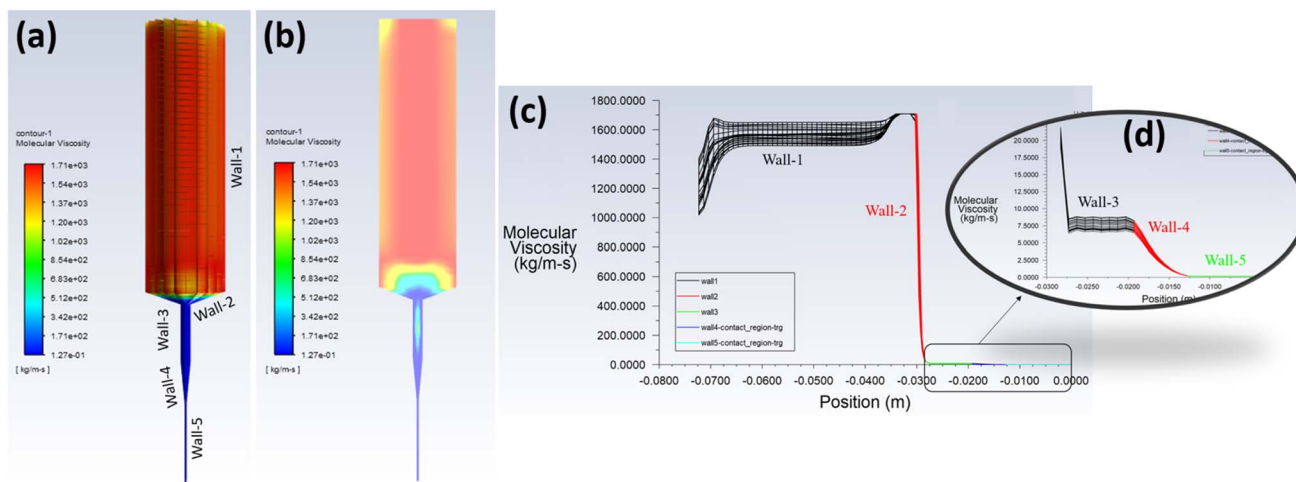 (a)
contour-1
Molecular Viscosity
1.71e+03
1.54e+03
1.37e+03
1.20e+03
1.02e+03
8.54e+02
6.83e+02
5.12e+02
3.42e+02
1.71e+02
1.27e-01
[ kg/m-s ]
Wall-1
Wall-2
Wall-3
Wall-4
Wall-5
(b)
contour-1
Molecular Viscosity
1.71e+03
1.54e+03
1.37e+03
1.20e+03
1.02e+03
8.54e+02
6.83e+02
5.12e+02
3.42e+02
1.71e+02
1.27e-01
[ kg/m-s ]
(c)
1800.0000
1600.0000
1400.0000
1200.0000
1000.0000
800.0000
600.0000
400.0000
200.0000
0.0000
Molecular
Viscosity
(kg/m-s)
Wall-1
Wall-2
wall1
wall2
wall3
wall4-contact_region-trg
wall5-contact_region-trg
-0.0800 -0.0700 -0.0600 -0.0500 -0.0400 -0.0300 -0.0200 -0.0100 0.0000
Position (m)
(d)
20.0000
17.5000
15.0000
12.5000
10.0000
7.5000
5.0000
2.5000
0.0000
Molecular
Viscosity
(kg/m-s)
Wall-3
Wall-4
Wall-5
-0.0300 -0.0250 -0.0200 -0.0150 -0.0100
Position (m)